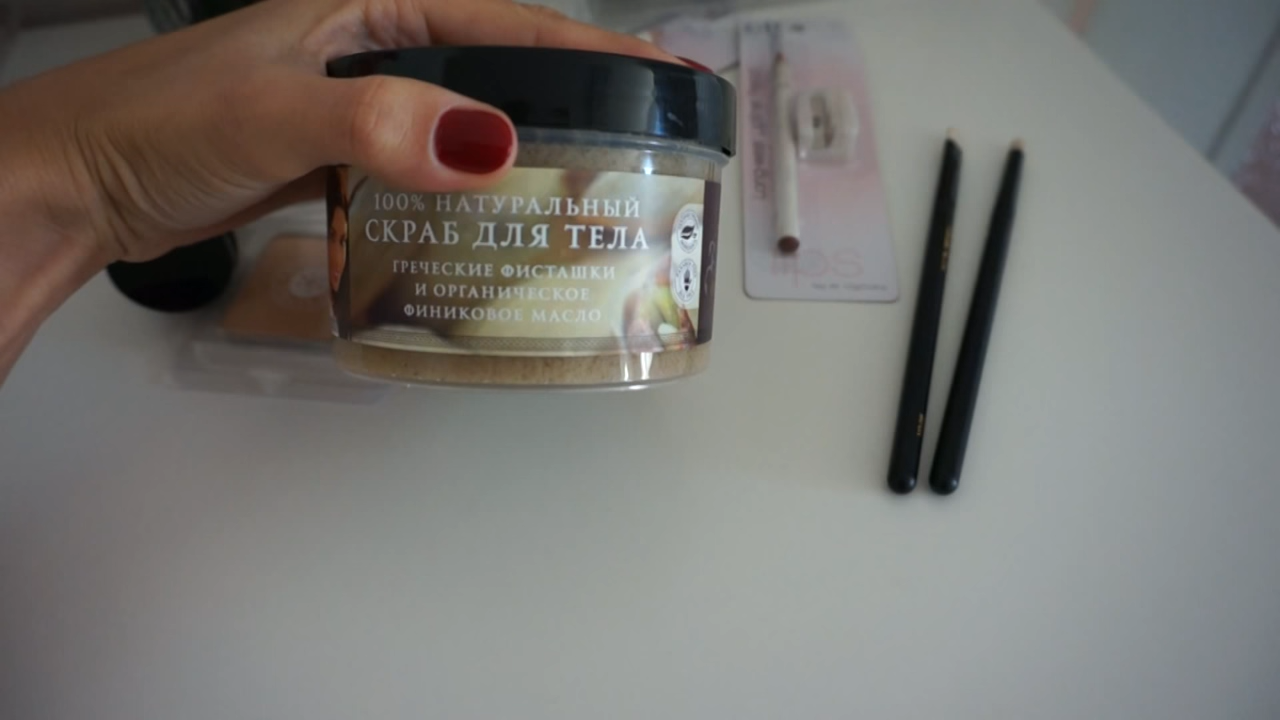 100% НАТУРАЛЬНЫЙ
СКРАБ ДЛЯ ТЕЛА
ГРЕЧЕСКИЕ ФИСТАШКИ
И ОРГАНИЧЕСКОЕ
ФИНИКОВОЕ МАСЛО